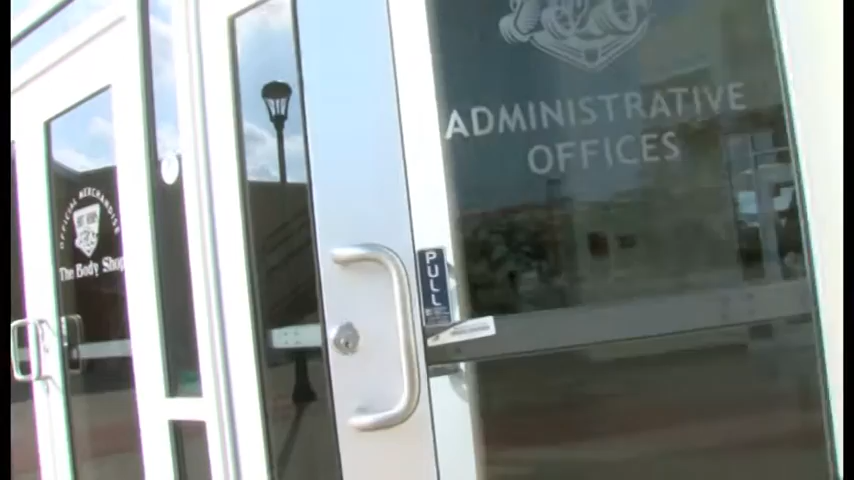 ADMINISTRATIVE
OFFICES
PULL
OFFICIAL MERCHANDISE
The Body Shop